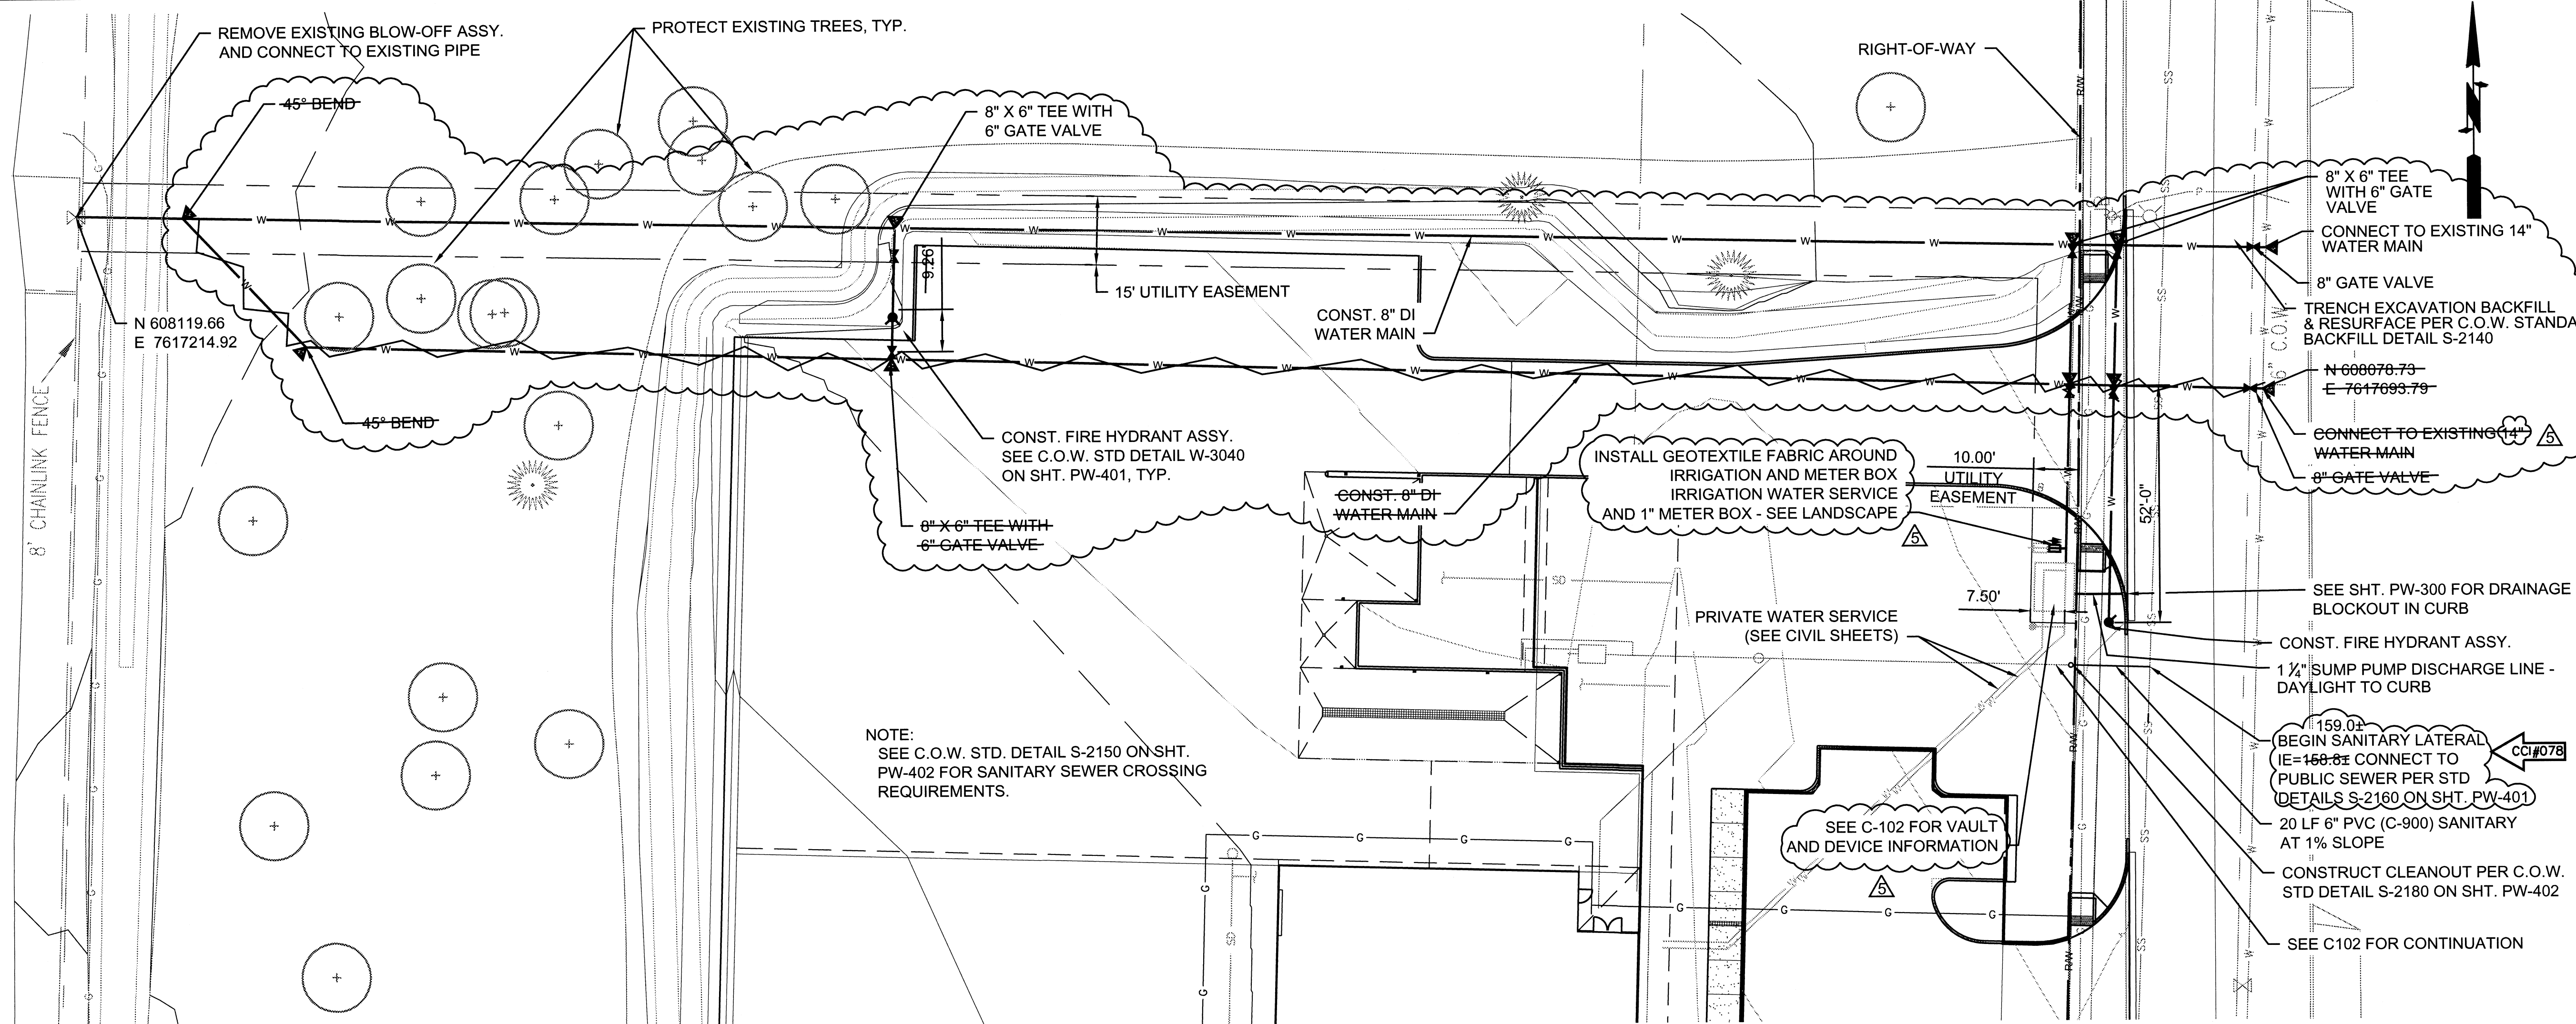 REMOVE EXISTING BLOW-OFF ASSY.
AND CONNECT TO EXISTING PIPE
PROTECT EXISTING TREES, TYP.
45° BEND
8" X 6" TEE WITH
6" GATE VALVE
RIGHT-OF-WAY
8" X 6" TEE
WITH 6" GATE
VALVE
CONNECT TO EXISTING 14"
WATER MAIN
8" GATE VALVE
TRENCH EXCAVATION BACKFILL
& RESURFACE PER C.O.W. STANDA
BACKFILL DETAIL S-2140
N 608119.66
E 7617214.92
9.26'
15' UTILITY EASEMENT
CONST. 8" DI
WATER MAIN
N 608078.73
E 7617693.79
CONNECT TO EXISTING 14"
WATER MAIN
5
8" GATE VALVE
8' CHAINLINK FENCE
45° BEND
CONST. FIRE HYDRANT ASSY.
SEE C.O.W. STD DETAIL W-3040
ON SHT. PW-401, TYP.
8" X 6" TEE WITH
6" GATE VALVE
CONST. 8" DI
WATER MAIN
INSTALL GEOTEXTILE FABRIC AROUND
IRRIGATION AND METER BOX
IRRIGATION WATER SERVICE
AND 1" METER BOX - SEE LANDSCAPE
5
10.00'
UTILITY
EASEMENT
52'-0"
7.50'
SEE SHT. PW-300 FOR DRAINAGE
BLOCKOUT IN CURB
PRIVATE WATER SERVICE
(SEE CIVIL SHEETS)
CONST. FIRE HYDRANT ASSY.
1 ¼" SUMP PUMP DISCHARGE LINE -
DAYLIGHT TO CURB
NOTE:
SEE C.O.W. STD. DETAIL S-2150 ON SHT.
PW-402 FOR SANITARY SEWER CROSSING
REQUIREMENTS.
159.0±
BEGIN SANITARY LATERAL
IE=158.8± CONNECT TO
PUBLIC SEWER PER STD
DETAILS S-2160 ON SHT. PW-401
CCI#078
SEE C-102 FOR VAULT
AND DEVICE INFORMATION
5
20 LF 6" PVC (C-900) SANITARY
AT 1% SLOPE
CONSTRUCT CLEANOUT PER C.O.W.
STD DETAIL S-2180 ON SHT. PW-402
SEE C102 FOR CONTINUATION